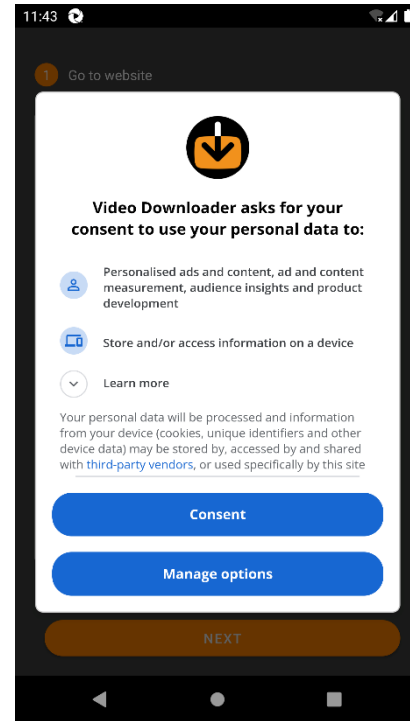 11:43
1 Go to website
Video Downloader asks for your
consent to use your personal data to:
Personalised ads and content, ad and content
measurement, audience insights and product
development
Store and/or access information on a device
Learn more
Your personal data will be processed and information
from your device (cookies, unique identifiers and other
device data) may be stored by, accessed by and shared
with third-party vendors, or used specifically by this site
Consent
Manage options
NEXT